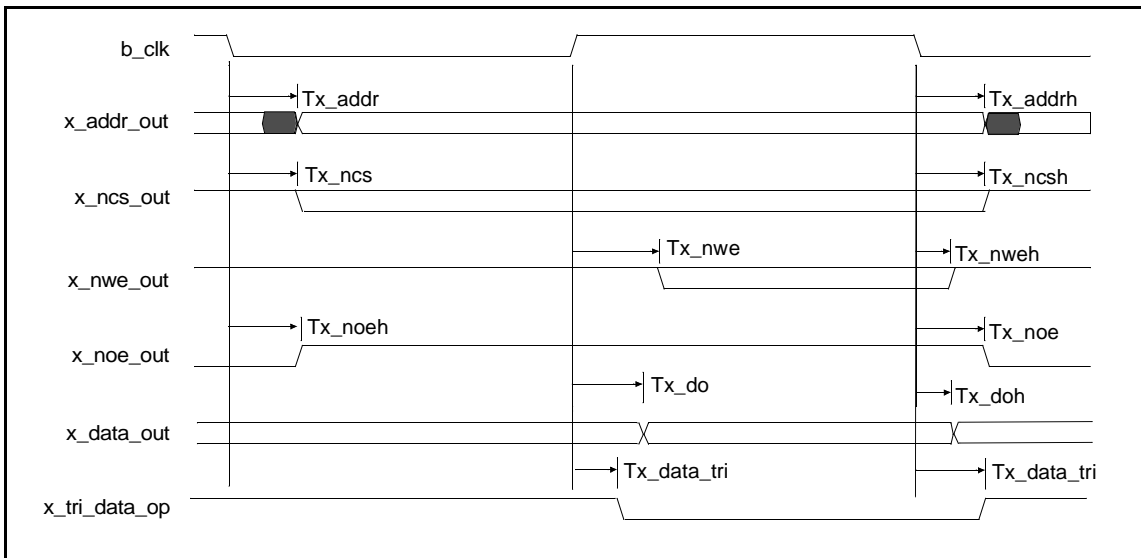 b_clk
Tx_addr
Tx_addrh
x_addr_out
Tx_ncs
Tx_ncsh
x_ncs_out
Tx_nwe
Tx_nweh
x_nwe_out
Tx_noeh
Tx_noe
x_noe_out
Tx_do
Tx_doh
x_data_out
Tx_data_tri
Tx_data_tri
x_tri_data_op